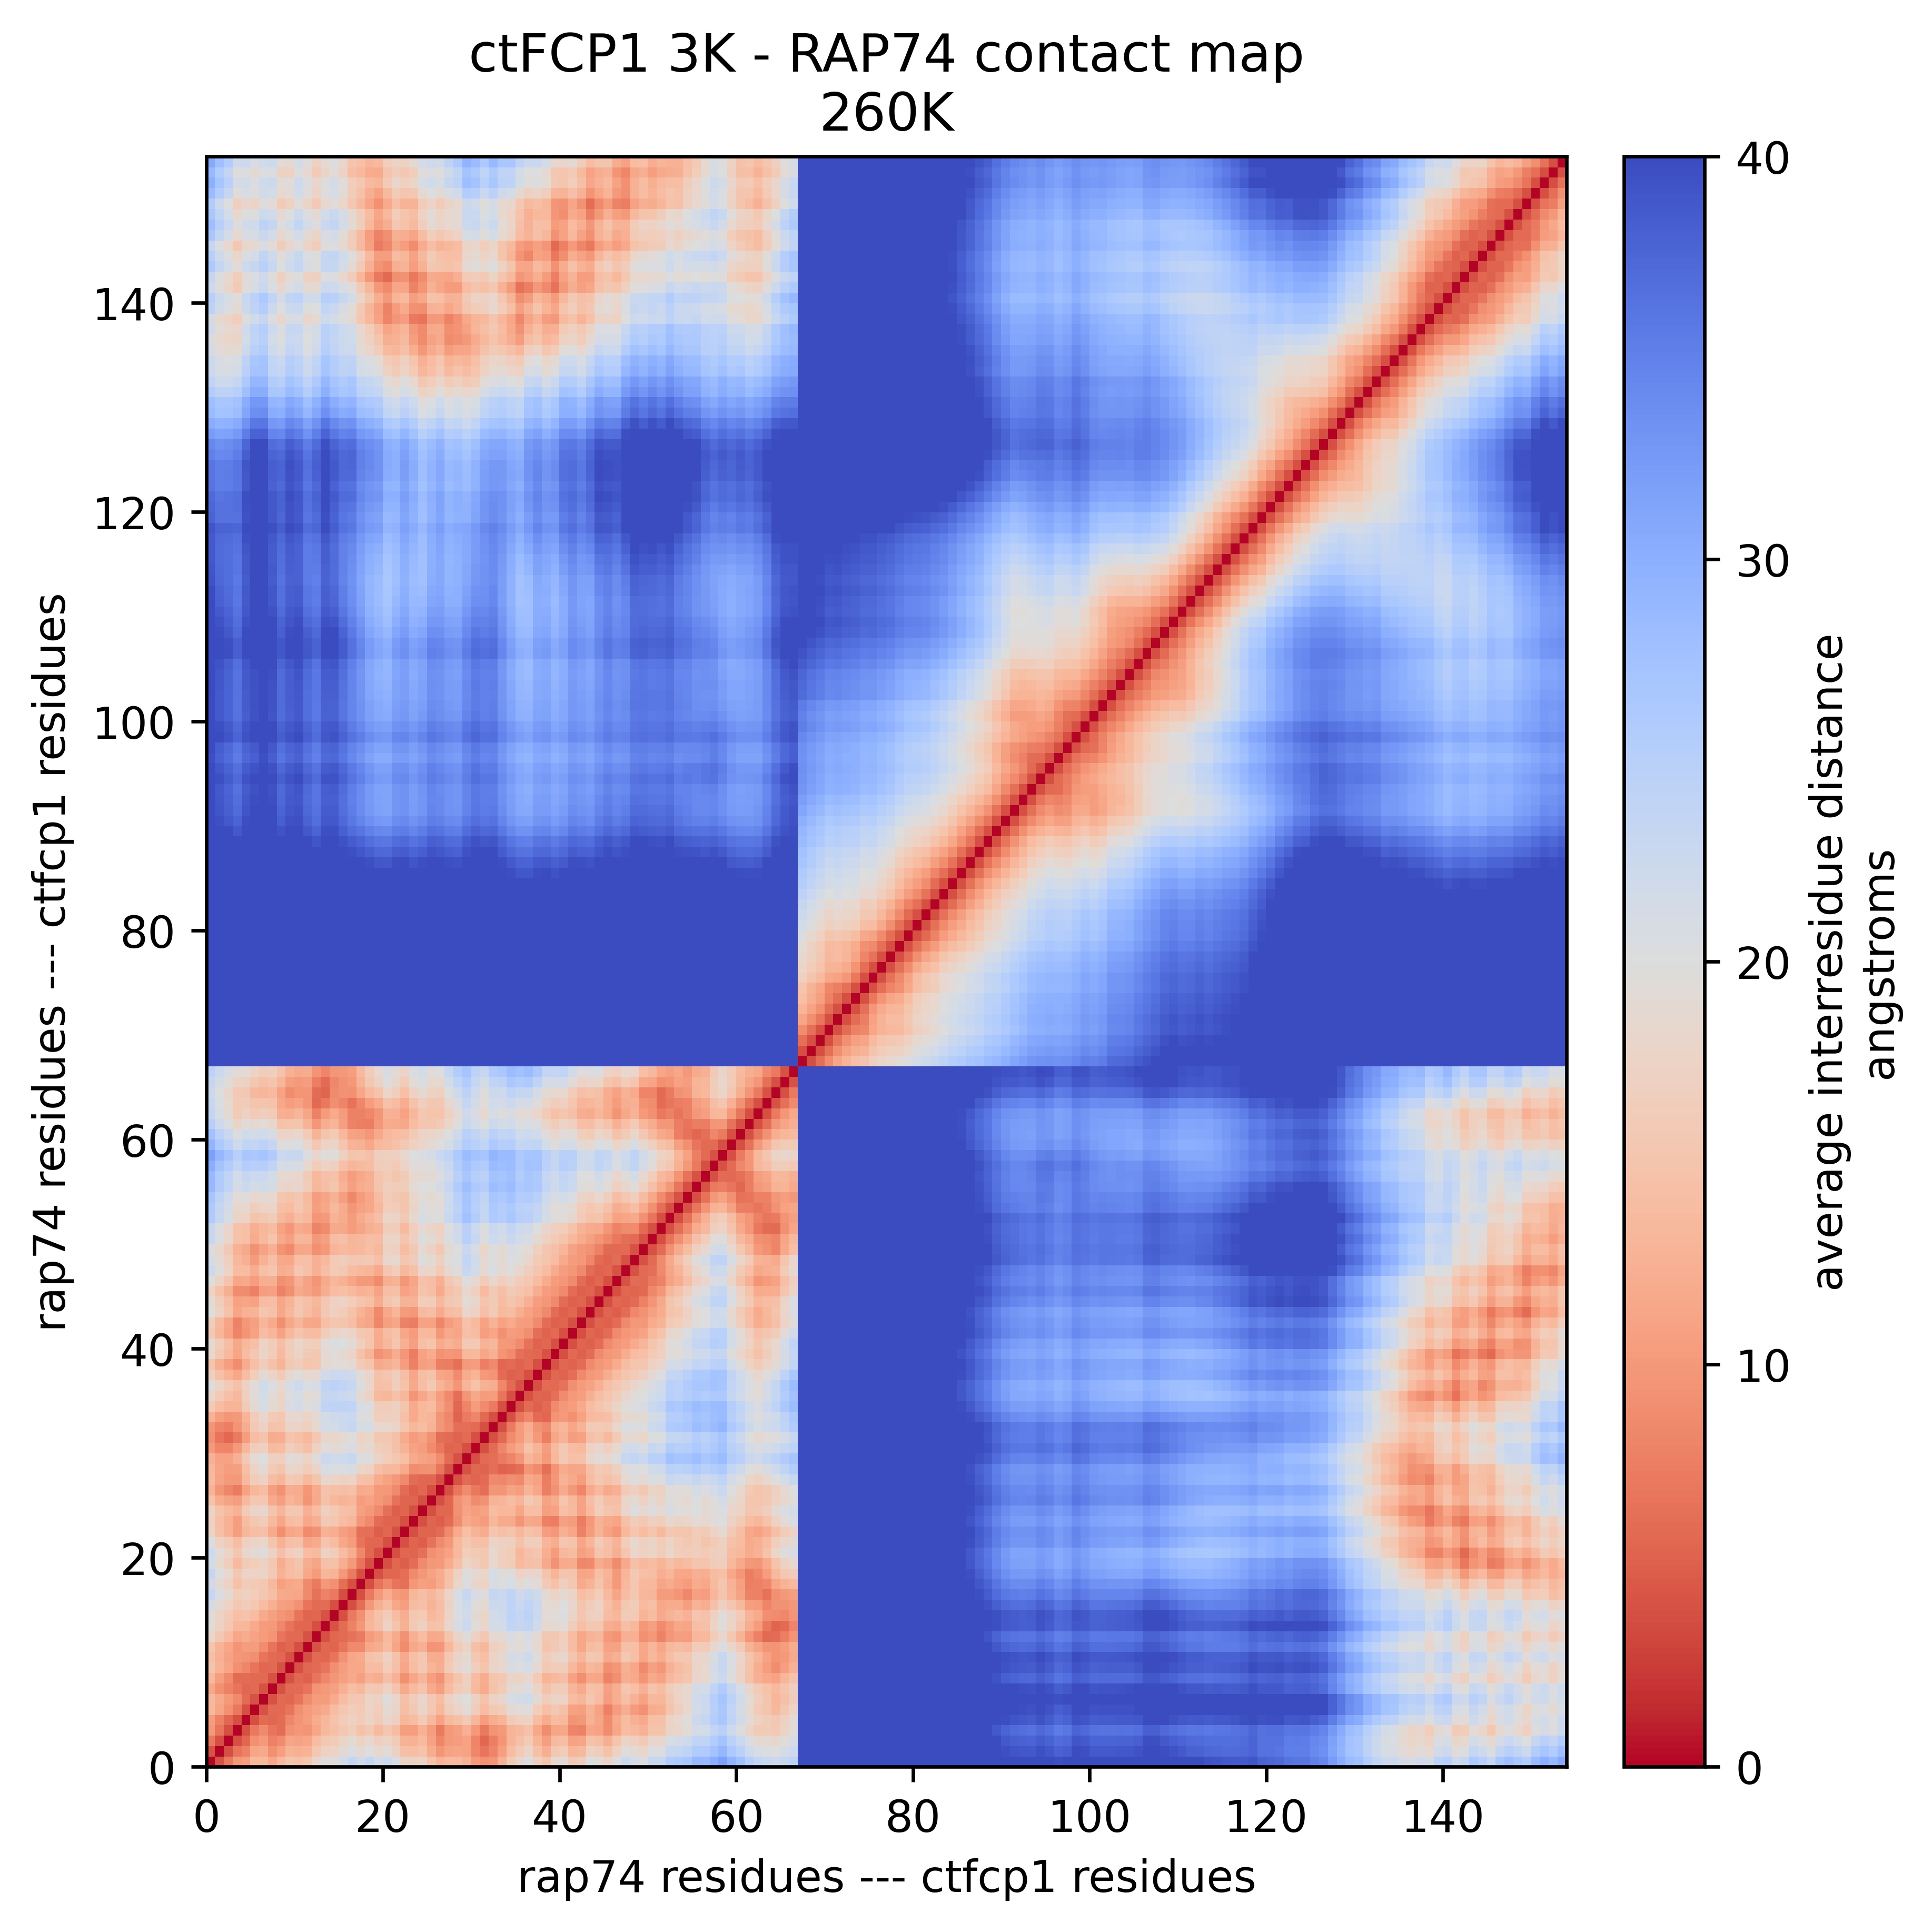 ctFCP1 3K - RAP74 contact map
260K
140
120
100
80
60
40
20
0
rap74 residues --- ctfcp1 residues
0 20 40 60 80 100 120 140
rap74 residues --- ctfcp1 residues
40
30
20
10
0
average interresidue distance
angstroms